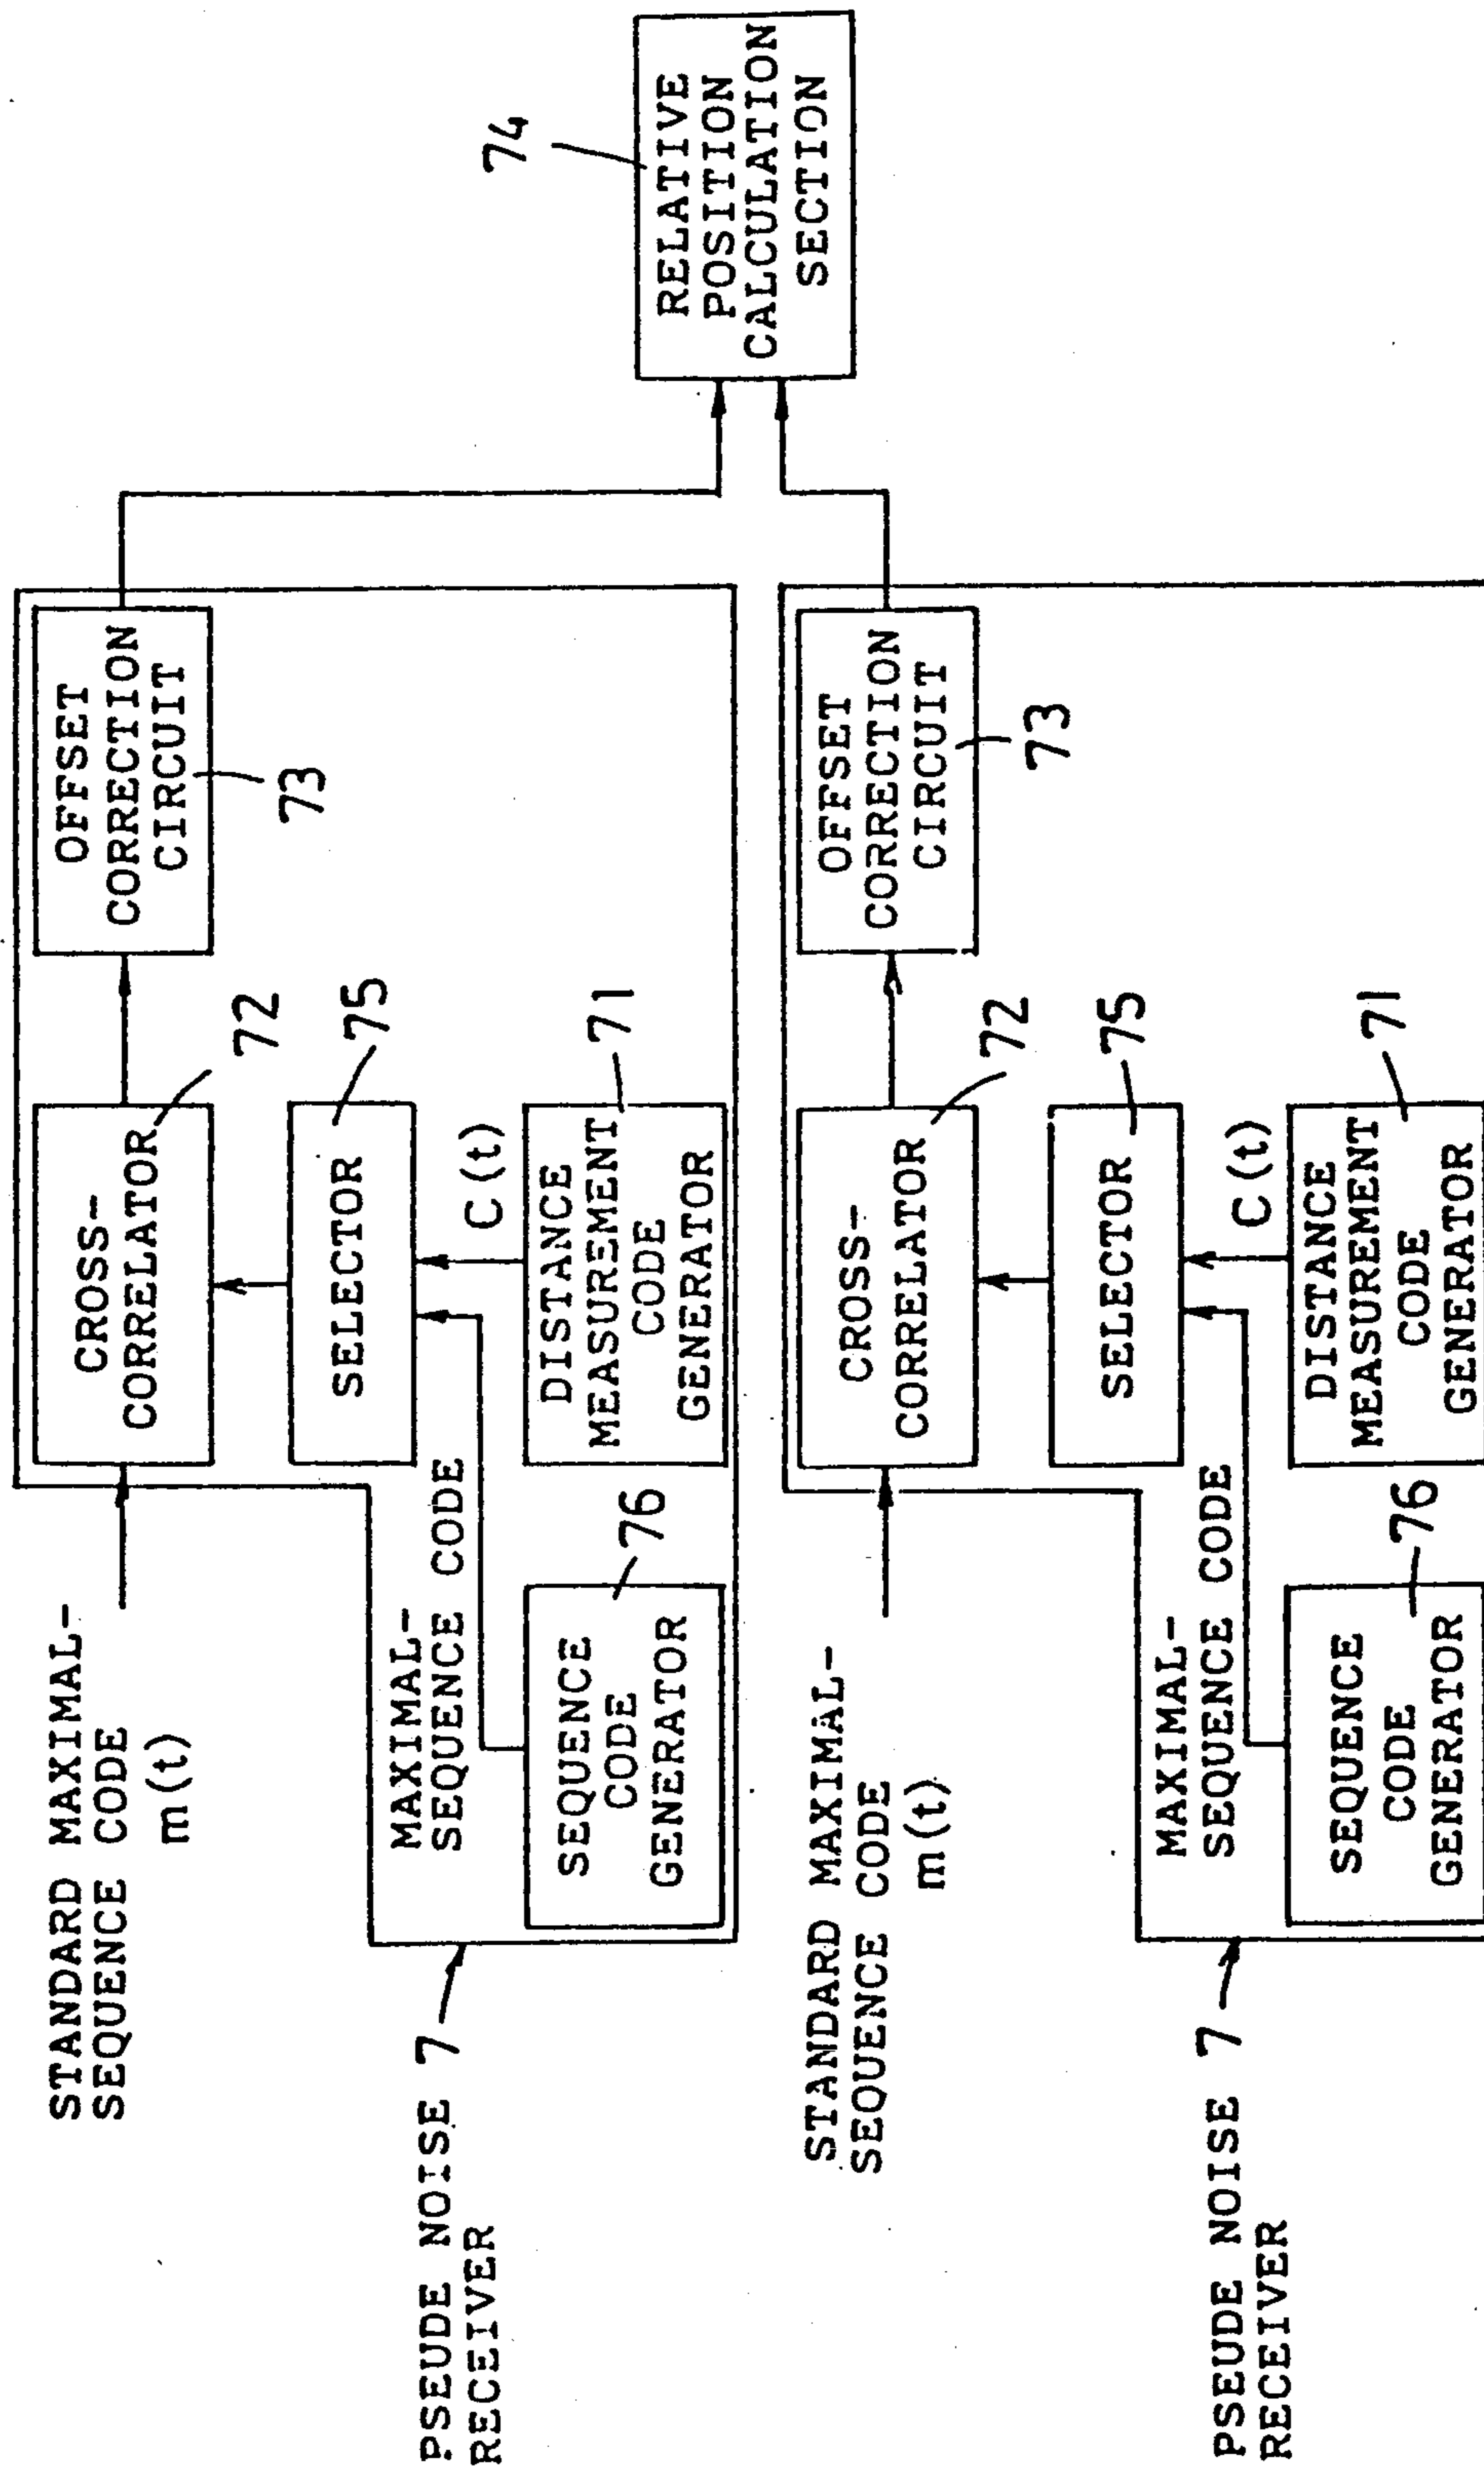 STANDARD MAXIMAL-
SEQUENCE CODE
m(t)
CROSS-
CORRELATOR
72
OFFSET
CORRECTION
CIRCUIT
73
SELECTOR
75
MAXIMAL-
SEQUENCE CODE
C(t)
SEQUENCE
CODE
GENERATOR
76
DISTANCE
MEASUREMENT
CODE
GENERATOR
71
PSEUDE NOISE 7
RECEIVER
74
RELATIVE
POSITION
CALCULATION
SECTION
STANDARD MAXIMAL-
SEQUENCE CODE
m(t)
CROSS-
CORRELATOR
72
OFFSET
CORRECTION
CIRCUIT
73
SELECTOR
75
MAXIMAL-
SEQUENCE CODE
C(t)
SEQUENCE
CODE
GENERATOR
76
DISTANCE
MEASUREMENT
CODE
GENERATOR
71
PSEUDE NOISE 7
RECEIVER